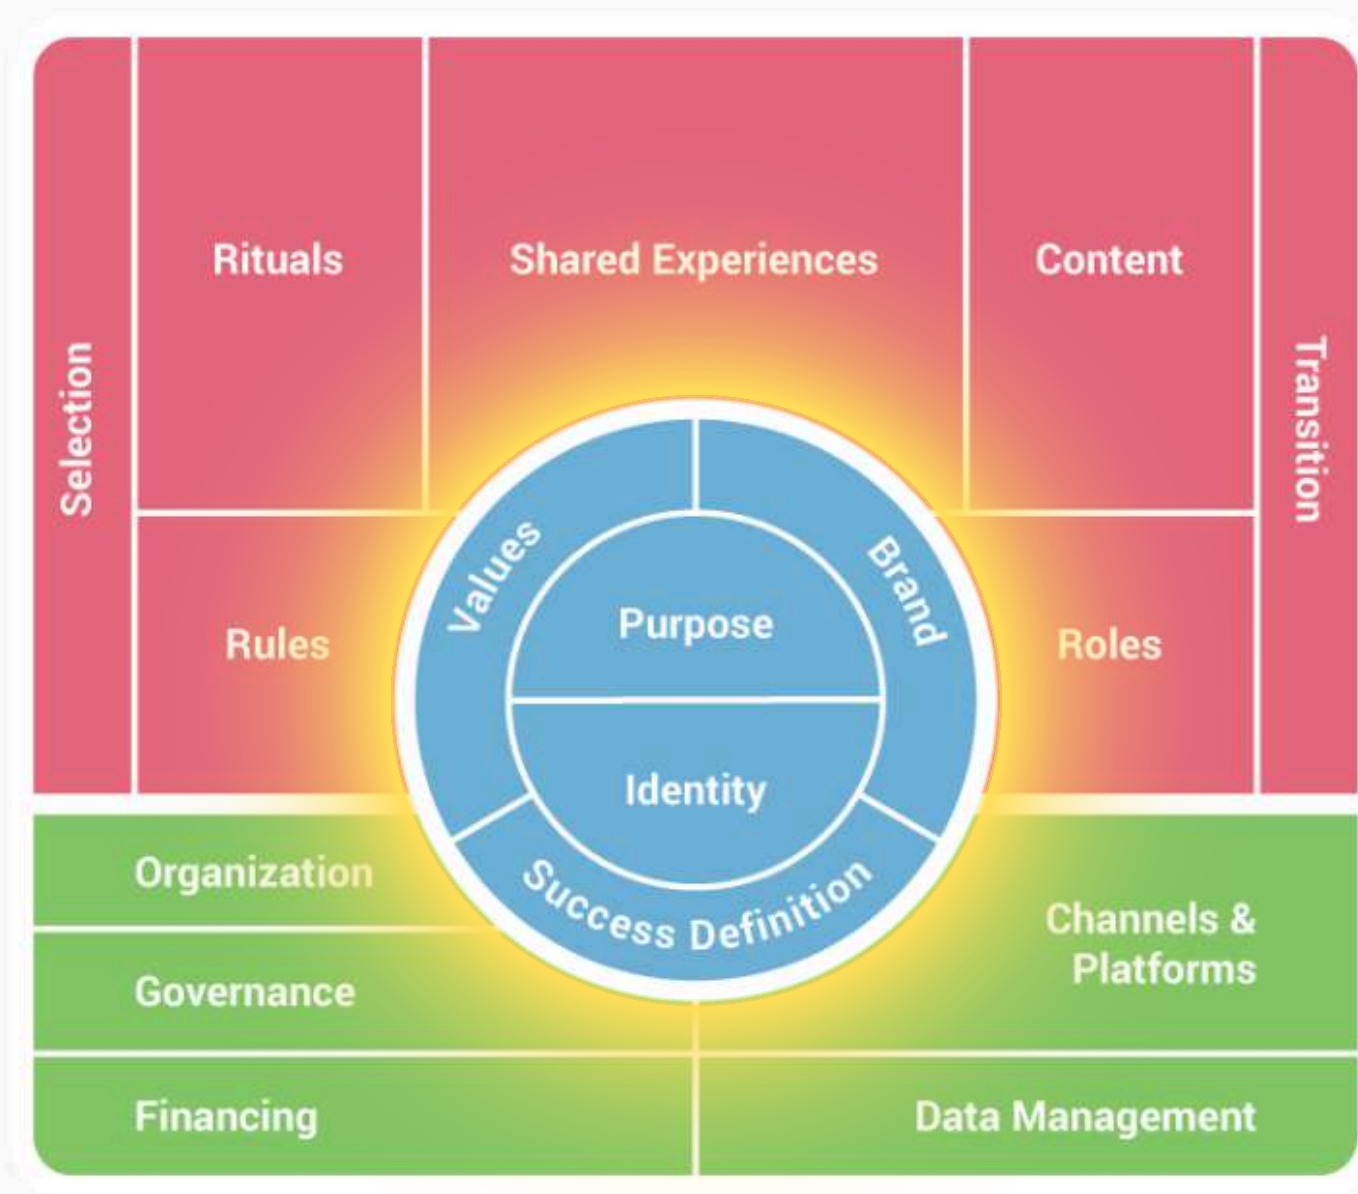 Selection
Rituals
Shared Experiences
Content
Transition
Rules
Values
Brand
Roles
Purpose
Identity
Success Definition
Organization
Governance
Financing
Channels &
Platforms
Data Management